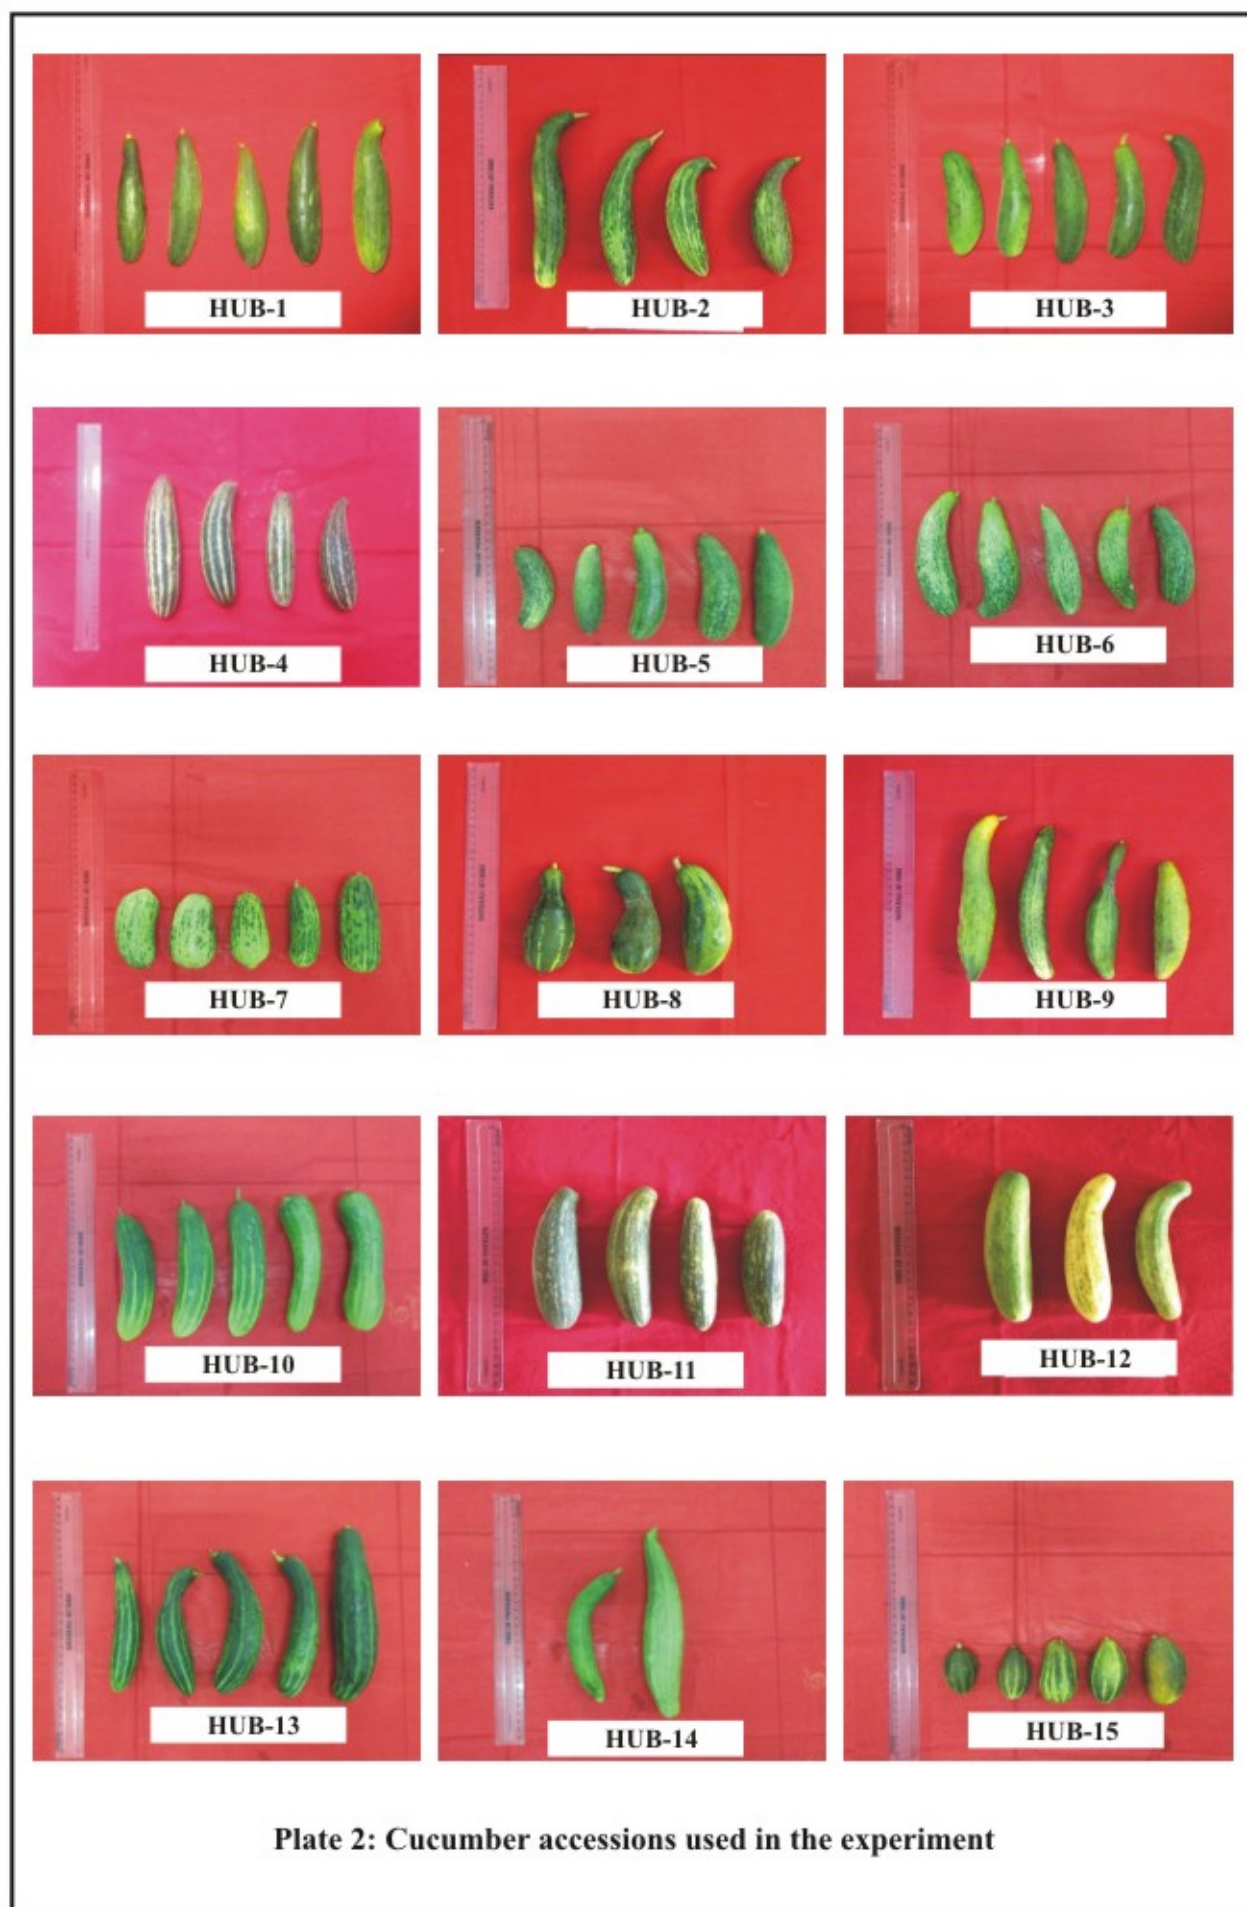 HUB-1
HUB-2
HUB-3
HUB-4
HUB-5
HUB-6
HUB-7
HUB-8
HUB-9
HUB-10
HUB-11
HUB-12
HUB-13
HUB-14
HUB-15
Plate 2: Cucumber accessions used in the experiment